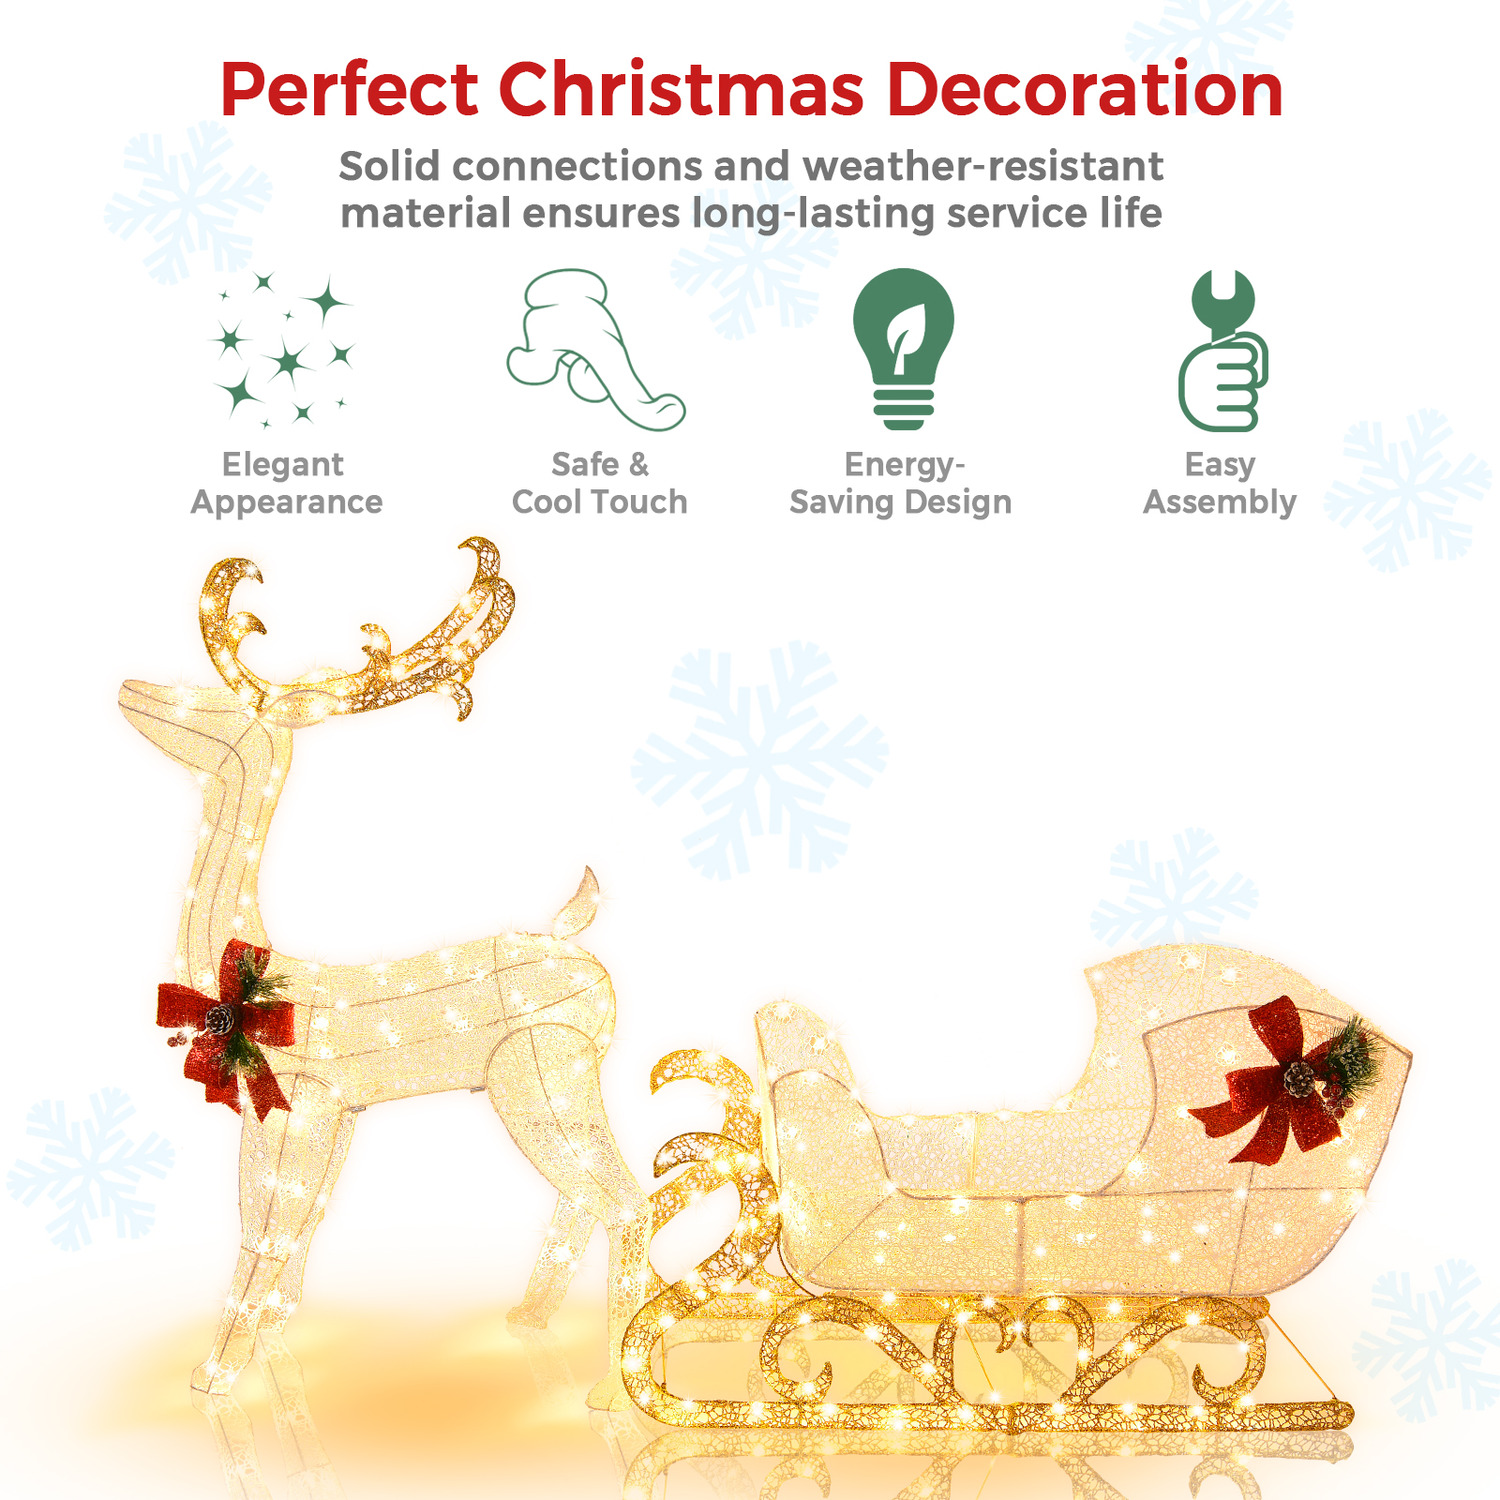 Perfect Christmas Decoration
Solid connections and weather-resistant
material ensures long-lasting service life
Elegant
Appearance
Safe &
Cool Touch
Energy-
Saving Design
Easy
Assembly